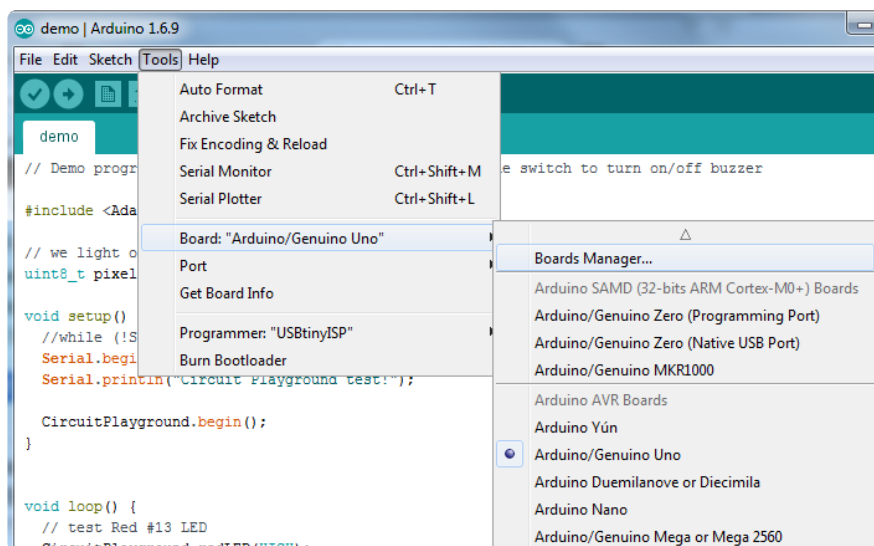 demo | Arduino 1.6.9
File Edit Sketch Tools Help
Auto Format Ctrl+T
Archive Sketch
Fix Encoding & Reload
Serial Monitor Ctrl+Shift+M
Serial Plotter Ctrl+Shift+L
Board: "Arduino/Genuino Uno"
Port
Get Board Info
Programmer: "USBtinyISP"
Burn Bootloader
Boards Manager...
Arduino SAMD (32-bits ARM Cortex-M0+) Boards
Arduino/Genuino Zero (Programming Port)
Arduino/Genuino Zero (Native USB Port)
Arduino/Genuino MKR1000
Arduino AVR Boards
Arduino Yún
Arduino/Genuino Uno
Arduino Duemilanove or Diecimila
Arduino Nano
Arduino/Genuino Mega or Mega 2560
demo
// Demo progr e switch to turn on/off buzzer
#include <Ada
// we light o
uint8_t pixel
void setup()
//while (!S
Serial.begi
Serial.println("Circuit Playground test!");
CircuitPlayground.begin();
}
void loop() {
// test Red #13 LED
CircuitPlayground.redLED(HIGH);